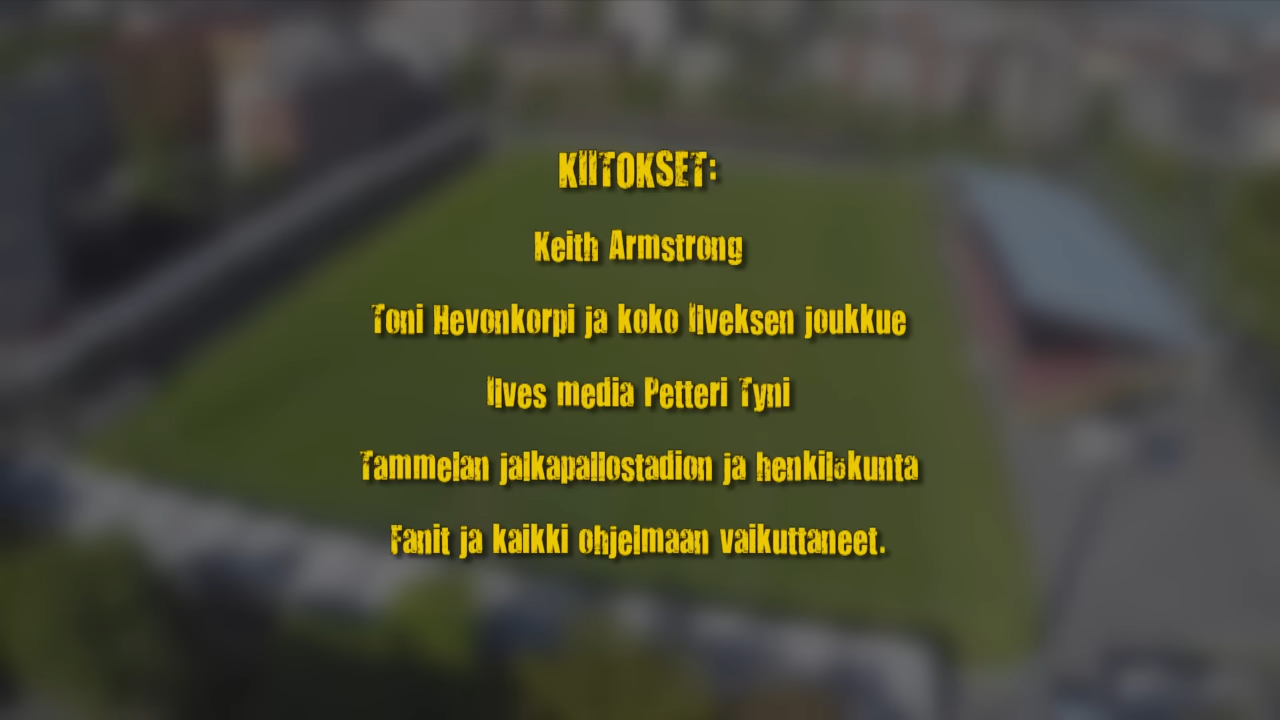 KIITOKSET:
Keith Armstrong
Toni Hevonkorpi ja koko Ilveksen joukkue
Ilves media Petteri Tyni
Tammelan jalkapallostadion ja henkilökunta
Fanit ja kaikki ohjelmaan vaikuttaneet.